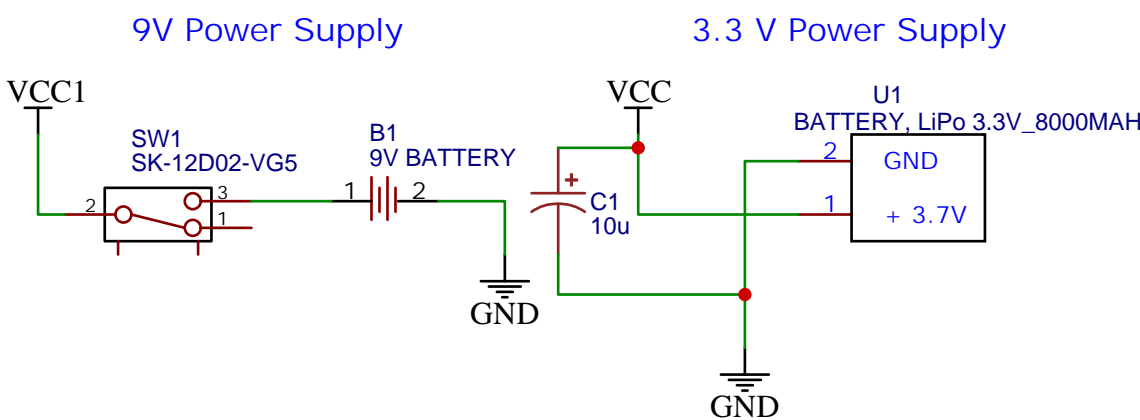 9V Power Supply
3.3 V Power Supply
VCC1
SW1
SK-12D02-VG5
2
3
1
B1
9V BATTERY
1
2
GND
VCC
+
C1
10u
GND
U1
BATTERY, LiPo 3.3V_8000MAH
2
GND
1
+ 3.7V